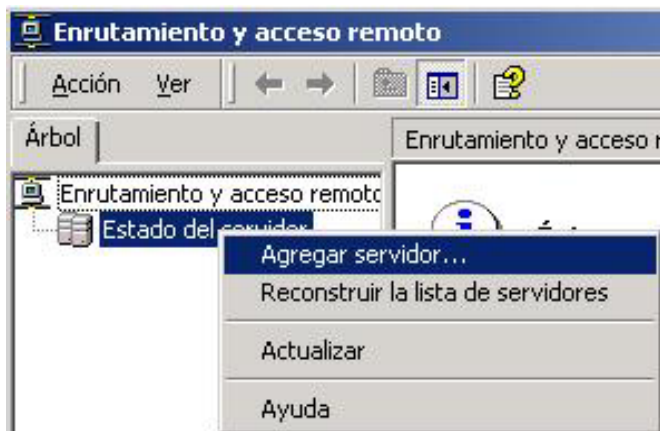 Enrutamiento y acceso remoto
Acción Ver
Árbol
Enrutamiento y acceso
Enrutamiento y acceso remoto
Estado del servidor
Agregar servidor...
Reconstruir la lista de servidores
Actualizar
Ayuda